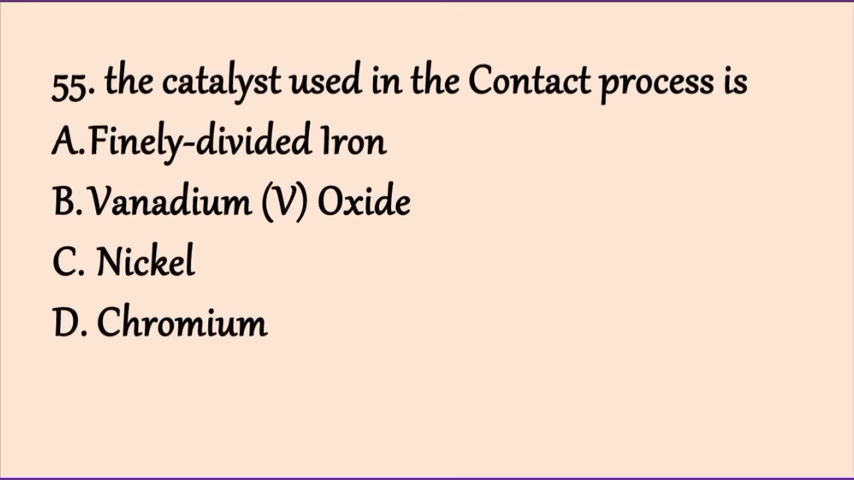 55. the catalyst used in the Contact process is
A.Finely-divided Iron
B.Vanadium (V) Oxide
C. Nickel
D. Chromium